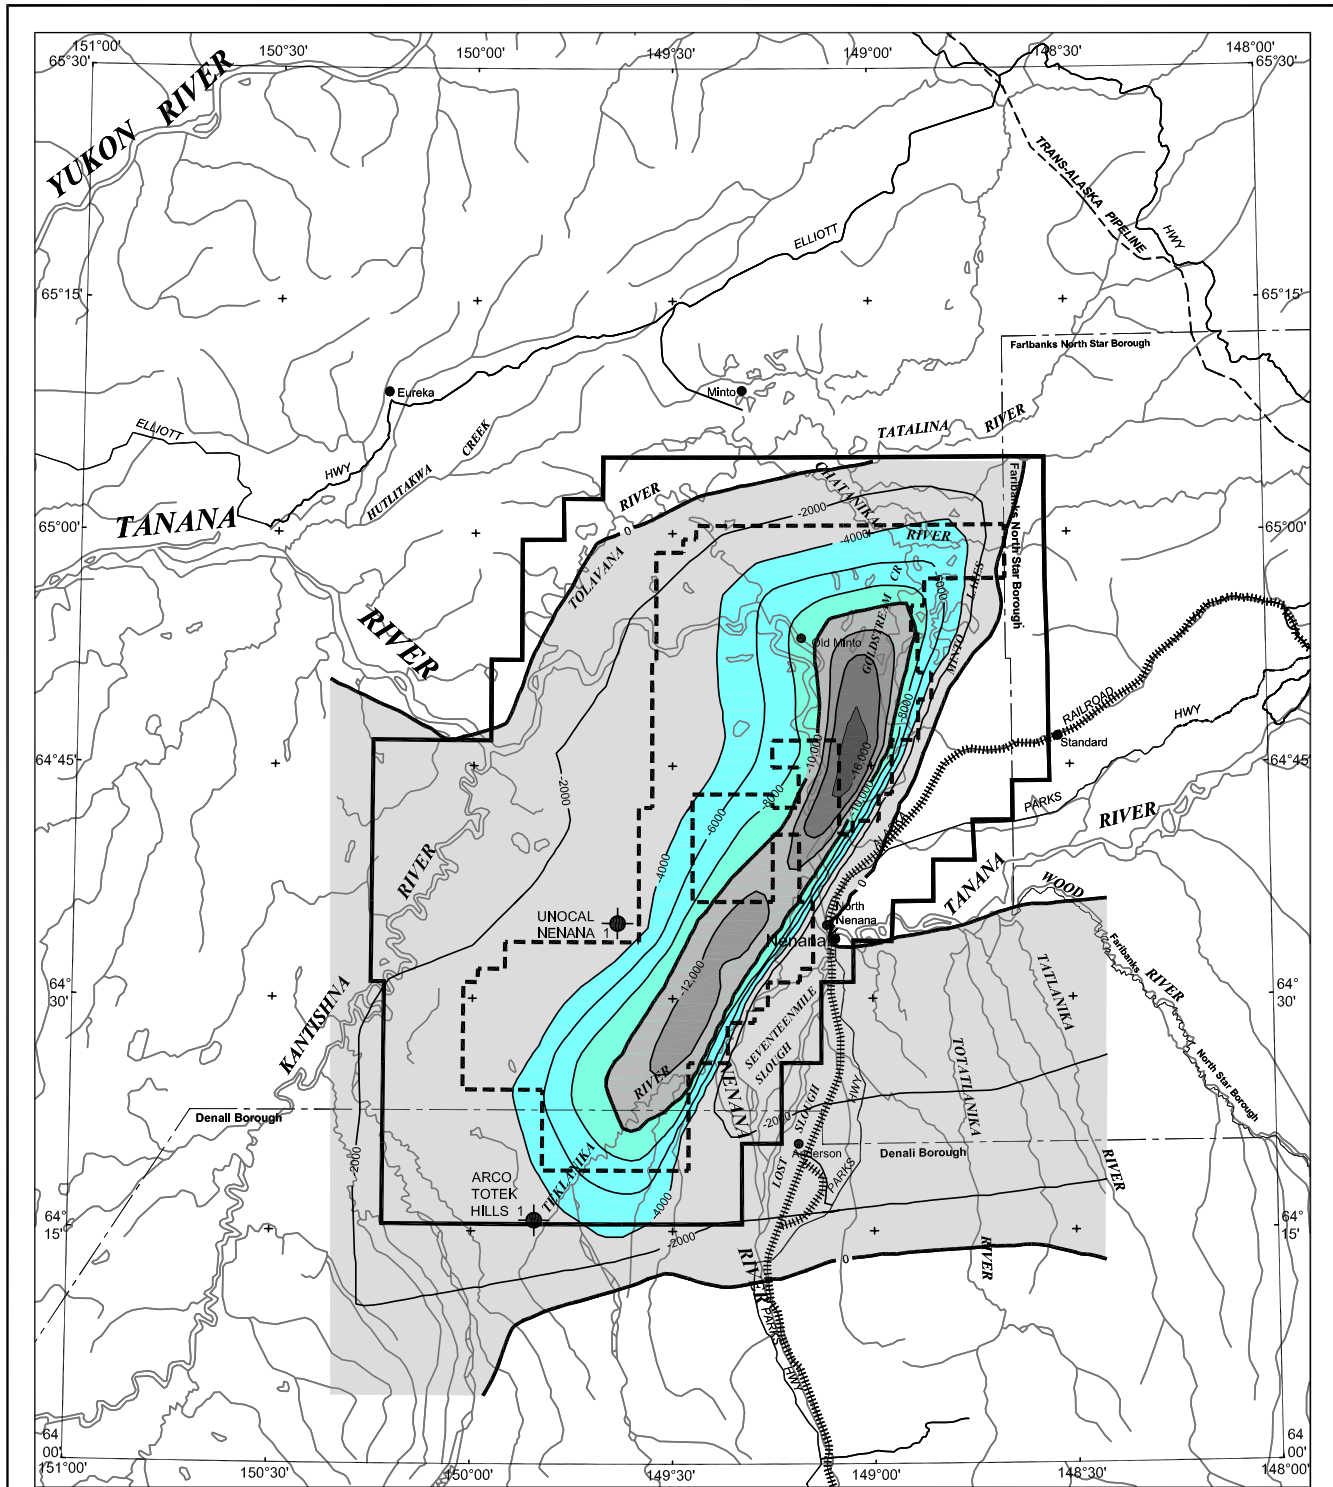 151°00'
150°30'
150°00'
149°30'
149°00'
148°30'
148°00'
65°30'
65°30'
YUKON RIVER
TRANS-ALASKA PIPELINE
HWY
ELLIOTT
65°15'
65°15'
Fairbanks North Star Borough
Eureka
Minto
ELLIOTT
HWY
HUTLITAKWA CREEK
TATALINA RIVER
CHATANIKA
RIVER
TOLAVANA
RIVER
0
-2000
-4000
Fairbanks North Star Borough
TANANA
65°00'
65°00'
RIVER
GOLDSTREAM CR
-6000
MINTO LAKES
Old Minto
-8000
RAILROAD
HWY
Standard
64°45'
64°45'
-2000
-10,000
-16,000
-8000
-10,000
-6000
PARKS
RIVER
ALASKA
-4000
0
TANANA
WOOD
RIVER
UNOCAL
NENANA 1
North
Nenana
Nenana
Fairbanks
RIVER
North Star Borough
TATLANIKA
64°
30'
64°
30'
-12,000
KANTISHNA
SEVENTEENMILE
SLOUGH
TOTATLANIKA
RIVER
NENANA
HWY
SLOUGH
Denali Borough
-2000
Anderson
Denali Borough
-2000
LOST
PARKS
RIVER
ARCO
TOTEK
HILLS 1
TEKLANIKA
-4000
64°
15'
64°
15'
-2000
0
RIVER
RIVER
PARKS
HWY
64
00'
64
00'
151°00'
150°30'
150°00'
149°30'
149°00'
148°30'
148°00'